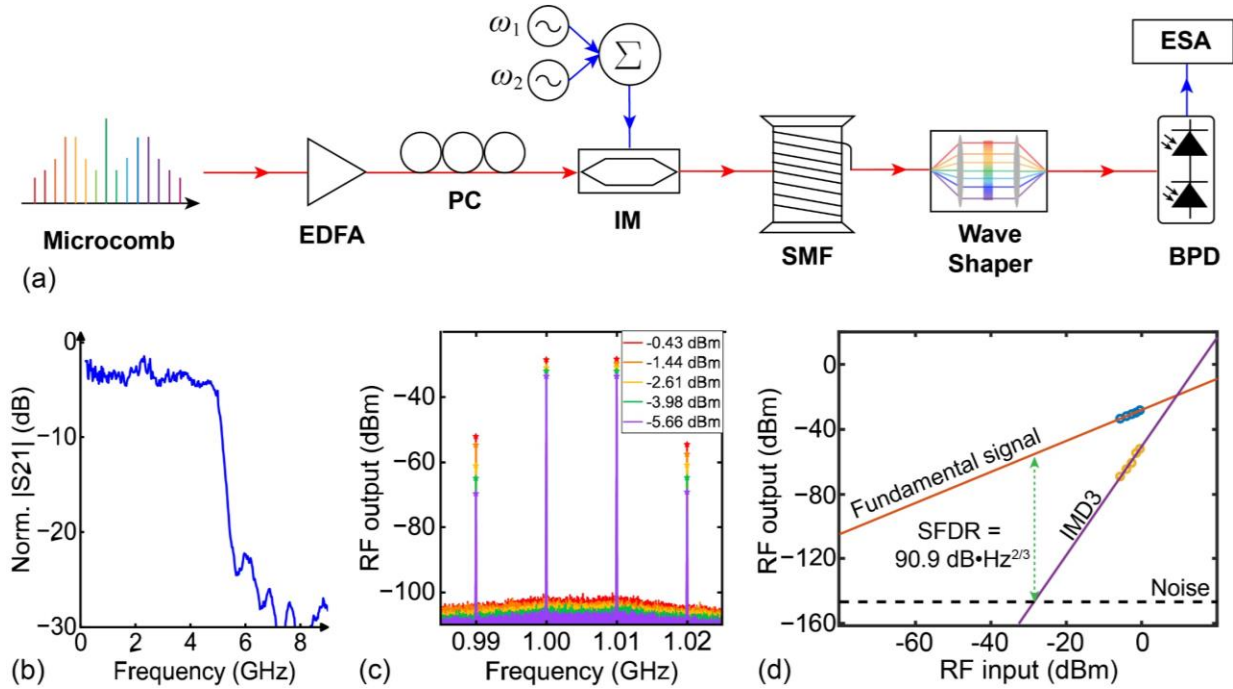 ω₁
ω₂
Σ
ESA
Microcomb
EDFA
PC
IM
SMF
Wave
Shaper
BPD
(a)
0
−10
−20
−30
Norm. |S21| (dB)
0 2 4 6 8
Frequency (GHz)
(b)
−40
−60
−80
−100
RF output (dBm)
-0.43 dBm
-1.44 dBm
-2.61 dBm
-3.98 dBm
-5.66 dBm
0.99 1.00 1.01 1.02
Frequency (GHz)
(c)
0
−40
−80
−120
−160
RF output (dBm)
Fundamental signal
IMD3
SFDR =
90.9 dB•Hz²ᐟ³
Noise
−60 −40 −20 0
RF input (dBm)
(d)